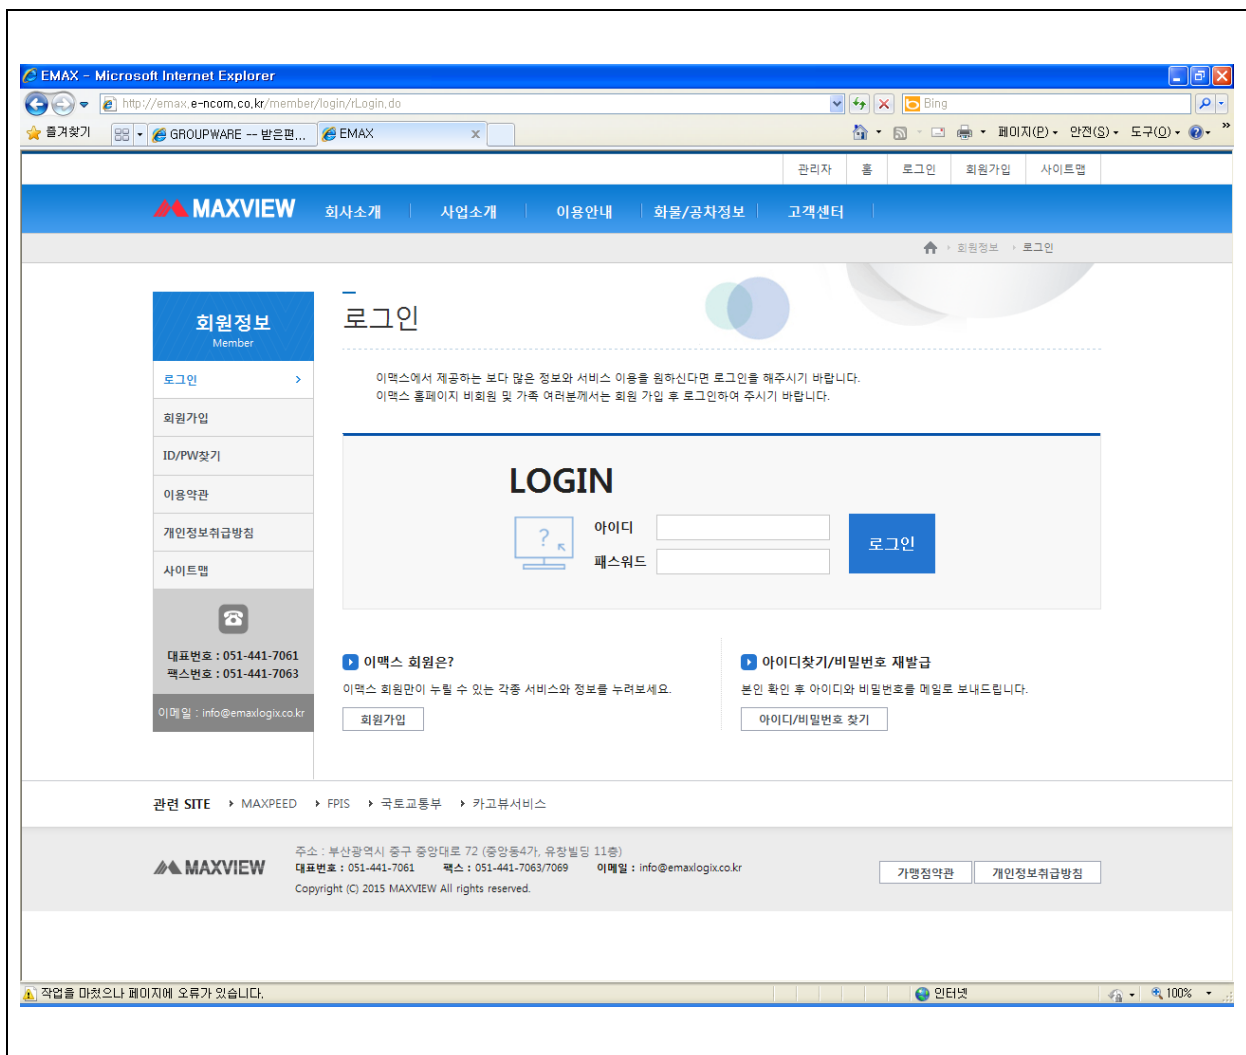 EMAX - Microsoft Internet Explorer
http://emax.e-ncom.co.kr/member/login/rLogin.do
Bing
즐겨찾기
GROUPWARE -- 받은편...
EMAX
페이지(P)
안전(S)
도구(O)
관리자 홈 로그인 회원가입 사이트맵
MAXVIEW 회사소개 사업소개 이용안내 화물/공차정보 고객센터
회원정보 로그인
회원정보
Member
로그인
회원가입
ID/PW찾기
이용약관
개인정보취급방침
사이트맵
대표번호 : 051-441-7061
팩스번호 : 051-441-7063
이메일 : info@emaxlogix.co.kr
로그인
이맥스에서 제공하는 보다 많은 정보와 서비스 이용을 원하신다면 로그인을 해주시기 바랍니다.
이맥스 홈페이지 비회원 및 가족 여러분께서는 회원 가입 후 로그인하여 주시기 바랍니다.
LOGIN
아이디
패스워드
로그인
이맥스 회원은?
이맥스 회원만이 누릴 수 있는 각종 서비스와 정보를 누려보세요.
회원가입
아이디찾기/비밀번호 재발급
본인 확인 후 아이디와 비밀번호를 메일로 보내드립니다.
아이디/비밀번호 찾기
관련 SITE MAXPEED FPIS 국토교통부 카고뷰서비스
MAXVIEW
주소 : 부산광역시 중구 중앙대로 72 (중앙동4가, 유창빌딩 11층)
대표번호 : 051-441-7061 팩스 : 051-441-7063/7069 이메일 : info@emaxlogix.co.kr
Copyright (C) 2015 MAXVIEW All rights reserved.
가맹점약관 개인정보취급방침
작업을 마쳤으나 페이지에 오류가 있습니다.
인터넷
100%